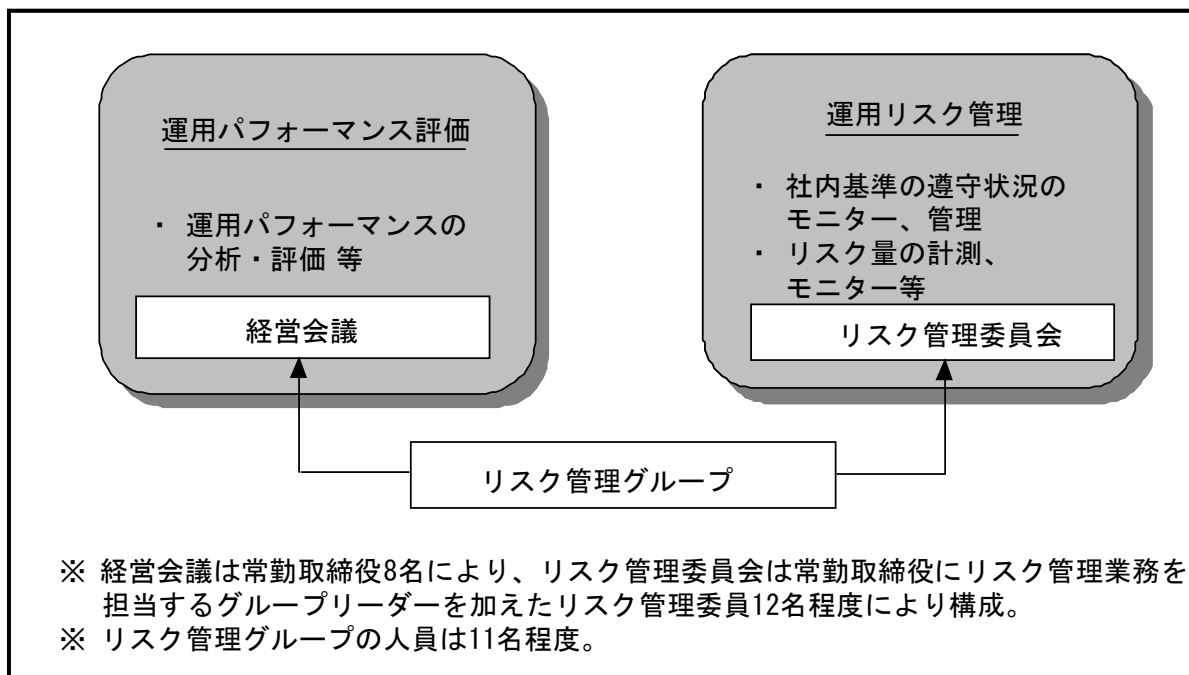 運用パフォーマンス評価
・ 運用パフォーマンスの
分析・評価 等
経営会議
運用リスク管理
・ 社内基準の遵守状況の
モニター、管理
・ リスク量の計測、
モニター等
リスク管理委員会
リスク管理グループ
※ 経営会議は常勤取締役8名により、リスク管理委員会は常勤取締役にリスク管理業務を
担当するグループリーダーを加えたリスク管理委員12名程度により構成。
※ リスク管理グループの人員は11名程度。